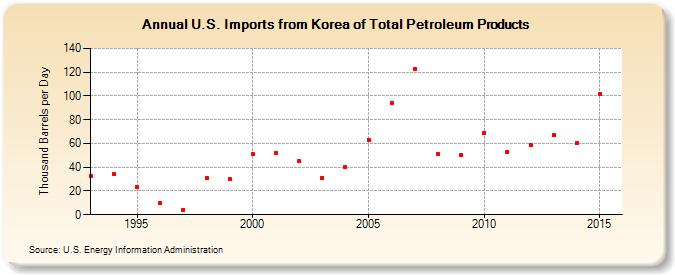 Annual U.S. Imports from Korea of Total Petroleum Products
Thousand Barrels per Day
140
120
100
80
60
40
20
0
1995 2000 2005 2010 2015
Source: U.S. Energy Information Administration